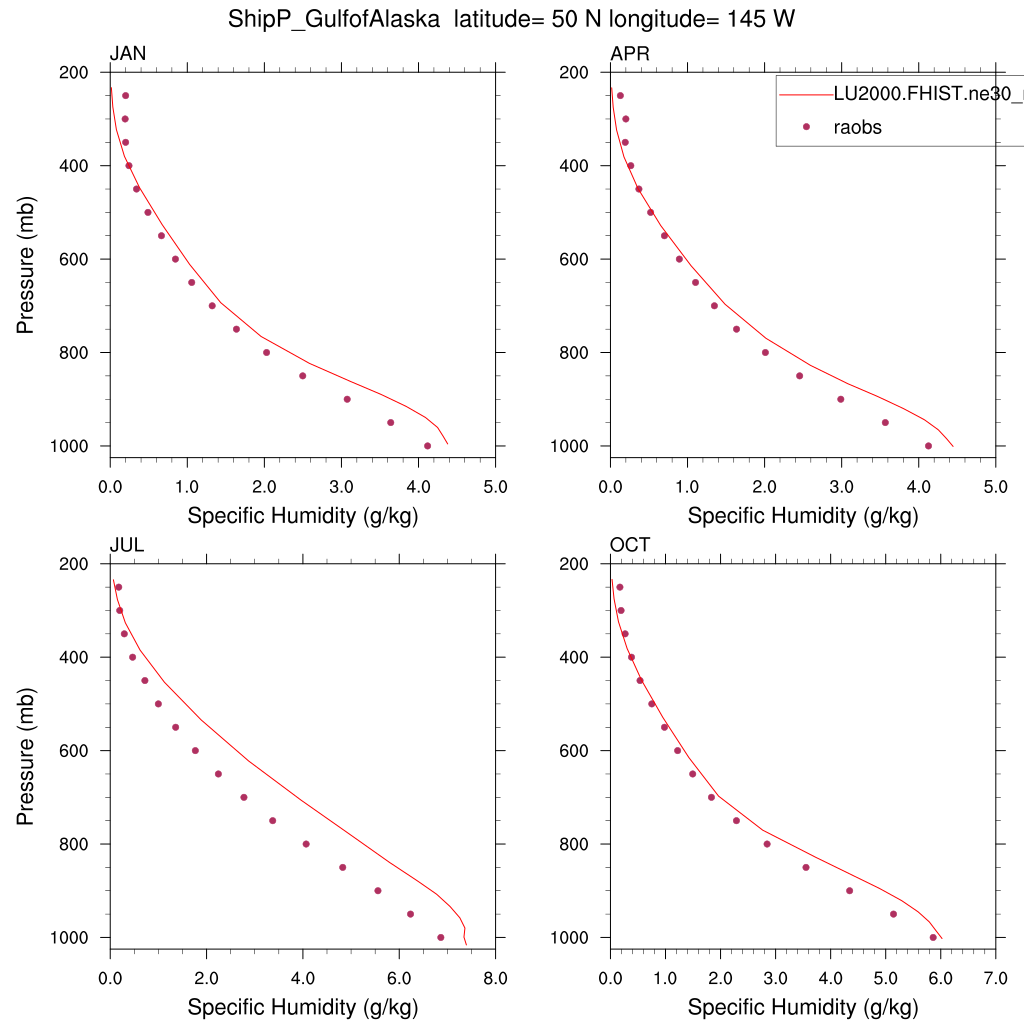 ShipP_GulfofAlaska latitude= 50 N longitude= 145 W
JAN
200
400
600
800
1000
Pressure (mb)
0.0 1.0 2.0 3.0 4.0 5.0
Specific Humidity (g/kg)
APR
200
400
600
800
1000
LU2000.FHIST.ne30_
raobs
0.0 1.0 2.0 3.0 4.0 5.0
Specific Humidity (g/kg)
JUL
200
400
600
800
1000
Pressure (mb)
0.0 2.0 4.0 6.0 8.0
Specific Humidity (g/kg)
OCT
200
400
600
800
1000
0.0 1.0 2.0 3.0 4.0 5.0 6.0 7.0
Specific Humidity (g/kg)